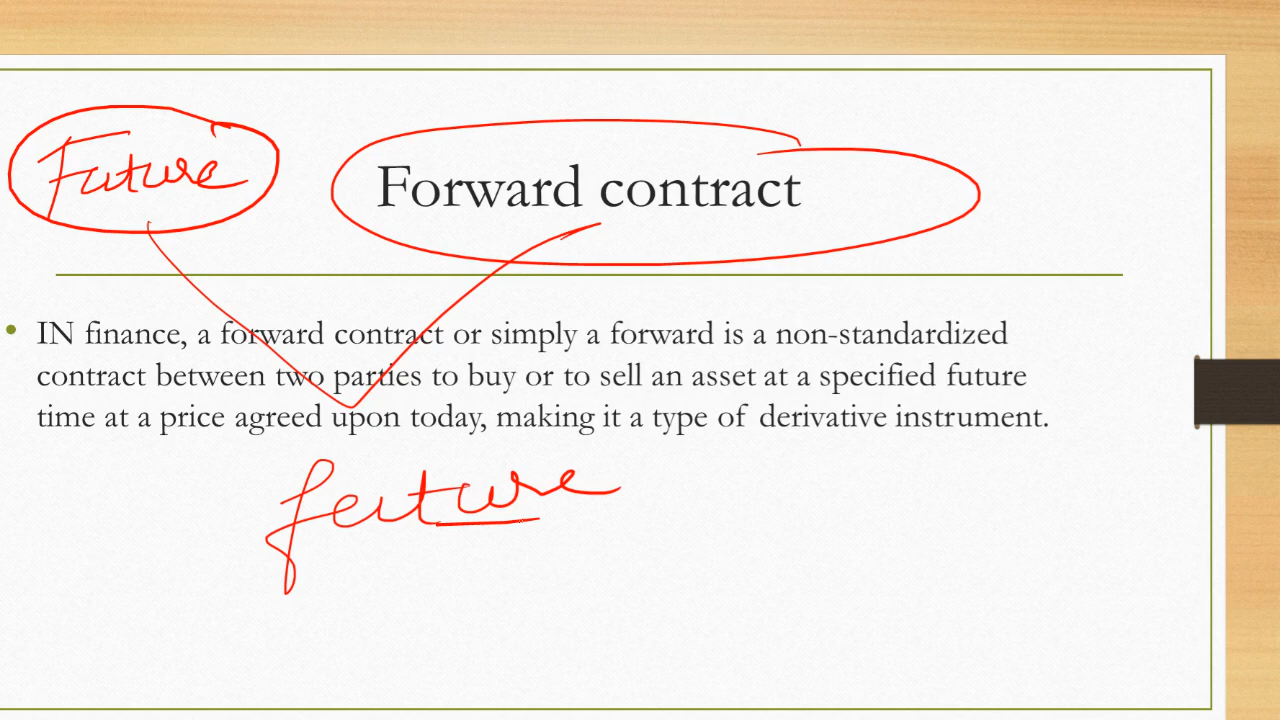 Future
Forward contract
• IN finance, a forward contract or simply a forward is a non-standardized
contract between two parties to buy or to sell an asset at a specified future
time at a price agreed upon today, making it a type of derivative instrument.
future